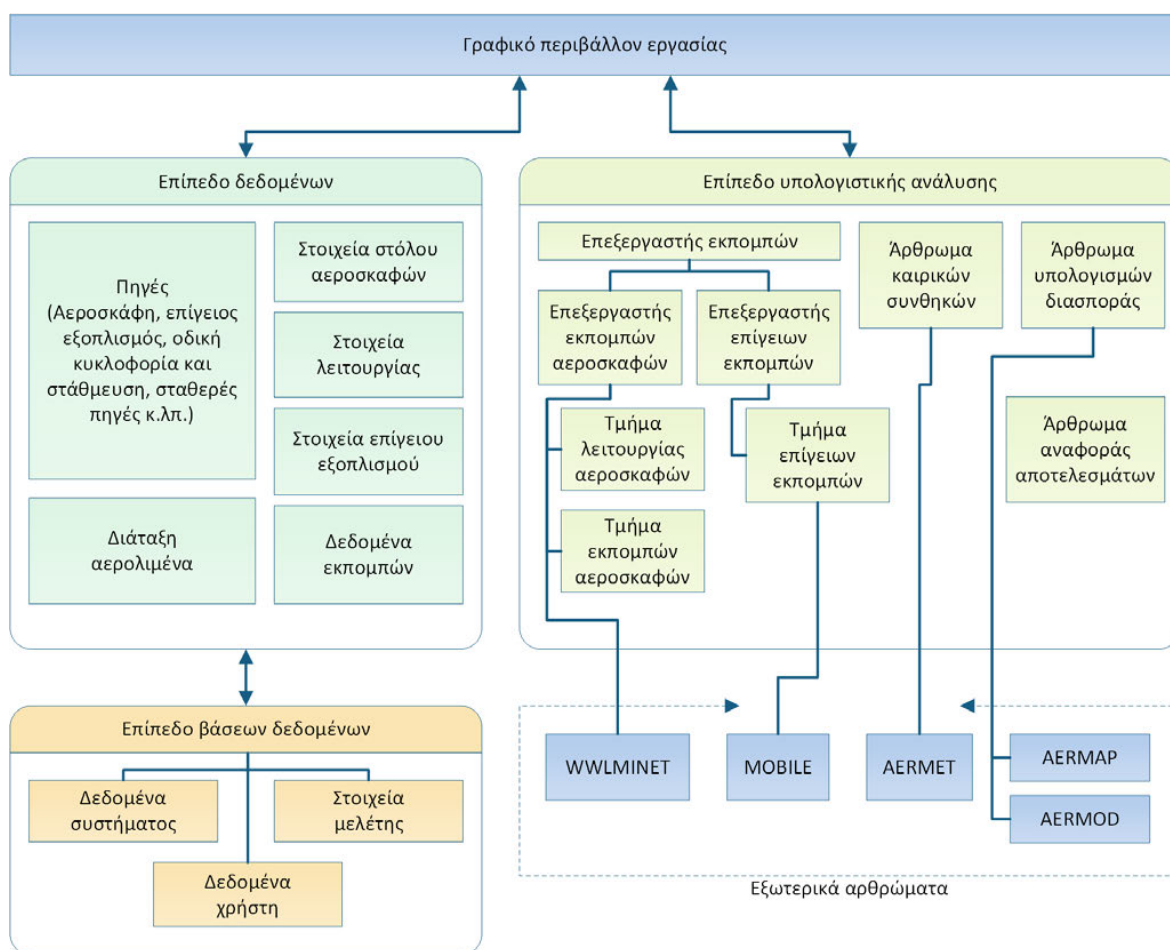 Γραφικό περιβάλλον εργασίας
Επίπεδο δεδομένων
Πηγές
(Αεροσκάφη, επίγειος
εξοπλισμός, οδική
κυκλοφορία και
στάθμευση, σταθερές
πηγές κ.λπ.)
Διάταξη
αερολιμένα
Στοιχεία στόλου
αεροσκαφών
Στοιχεία
λειτουργίας
Στοιχεία επίγειου
εξοπλισμού
Δεδομένα
εκπομπών
Επίπεδο υπολογιστικής ανάλυσης
Επεξεργαστής εκπομπών
Επεξεργαστής
εκπομπών
αεροσκαφών
Επεξεργαστής
επίγειων
εκπομπών
Τμήμα
λειτουργίας
αεροσκαφών
Τμήμα
επίγειων
εκπομπών
Τμήμα
εκπομπών
αεροσκαφών
Άρθρωμα
καιρικών
συνθηκών
Άρθρωμα
υπολογισμών
διασποράς
Άρθρωμα
αναφοράς
αποτελεσμάτων
Επίπεδο βάσεων δεδομένων
Δεδομένα
συστήματος
Στοιχεία
μελέτης
Δεδομένα
χρήστη
WWLMINET
MOBILE
AERMET
AERMAP
AERMOD
Εξωτερικά αρθρώματα